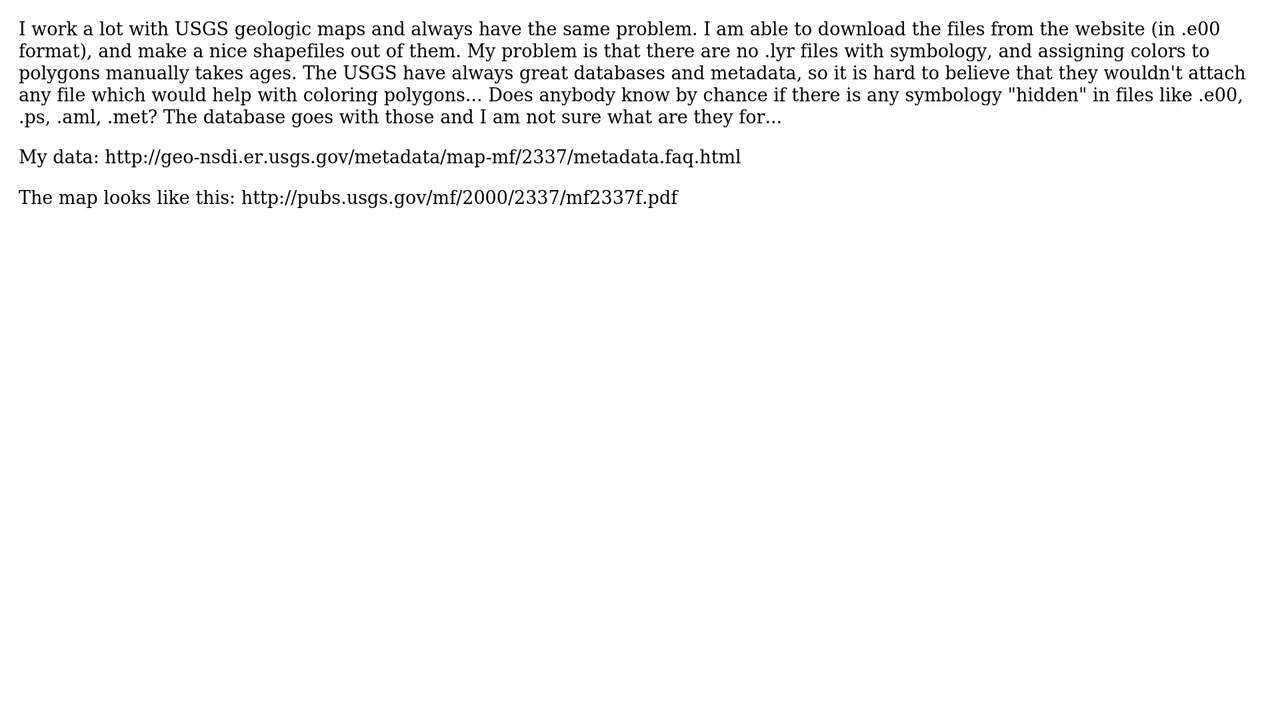 I work a lot with USGS geologic maps and always have the same problem. I am able to download the files from the website (in .e00
format), and make a nice shapefiles out of them. My problem is that there are no .lyr files with symbology, and assigning colors to
polygons manually takes ages. The USGS have always great databases and metadata, so it is hard to believe that they wouldn't attach
any file which would help with coloring polygons... Does anybody know by chance if there is any symbology "hidden" in files like .e00,
.ps, .aml, .met? The database goes with those and I am not sure what are they for...
My data: http://geo-nsdi.er.usgs.gov/metadata/map-mf/2337/metadata.faq.html
The map looks like this: http://pubs.usgs.gov/mf/2000/2337/mf2337f.pdf